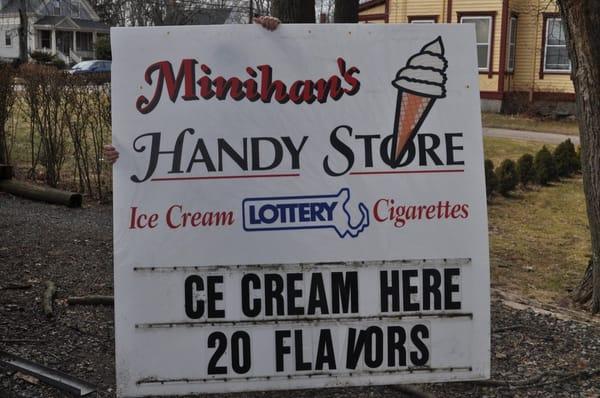 Minihan's
HANDY STORE
Ice Cream LOTTERY Cigarettes
CE CREAM HERE
20 FLAVORS